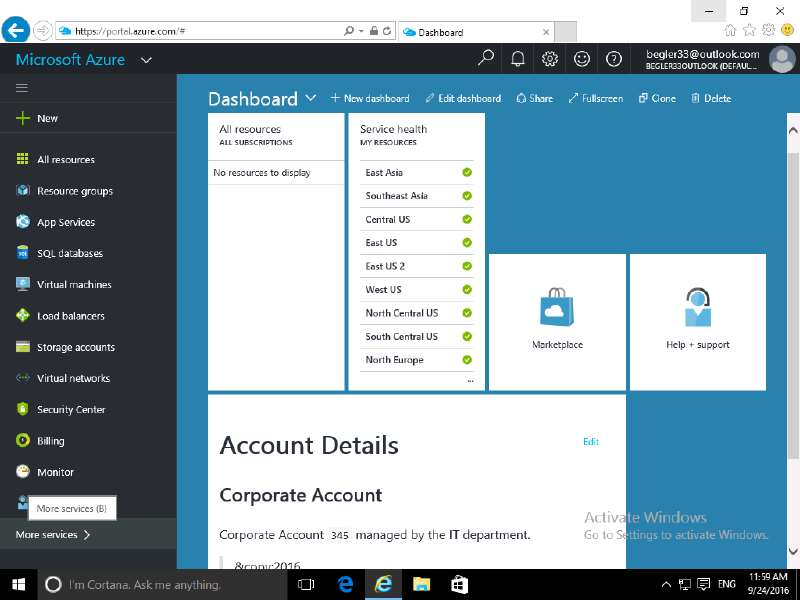 https://portal.azure.com/#
Dashboard
Microsoft Azure
begler33@outlook.com
BEGLER33OUTLOOK (DEFAUL...
Dashboard
New dashboard
Edit dashboard
Share
Fullscreen
Clone
Delete
New
All resources
Resource groups
App Services
SQL databases
Virtual machines
Load balancers
Storage accounts
Virtual networks
Security Center
Billing
Monitor
More services (B)
More services
All resources
ALL SUBSCRIPTIONS
No resources to display
Service health
MY RESOURCES
East Asia
Southeast Asia
Central US
East US
East US 2
West US
North Central US
South Central US
North Europe
...
Marketplace
Help + support
Account Details
Edit
Corporate Account
Corporate Account 345 managed by the IT department.
&copy;2016
Activate Windows
Go to Settings to activate Windows.
I'm Cortana. Ask me anything.
ENG
11:59 AM
9/24/2016